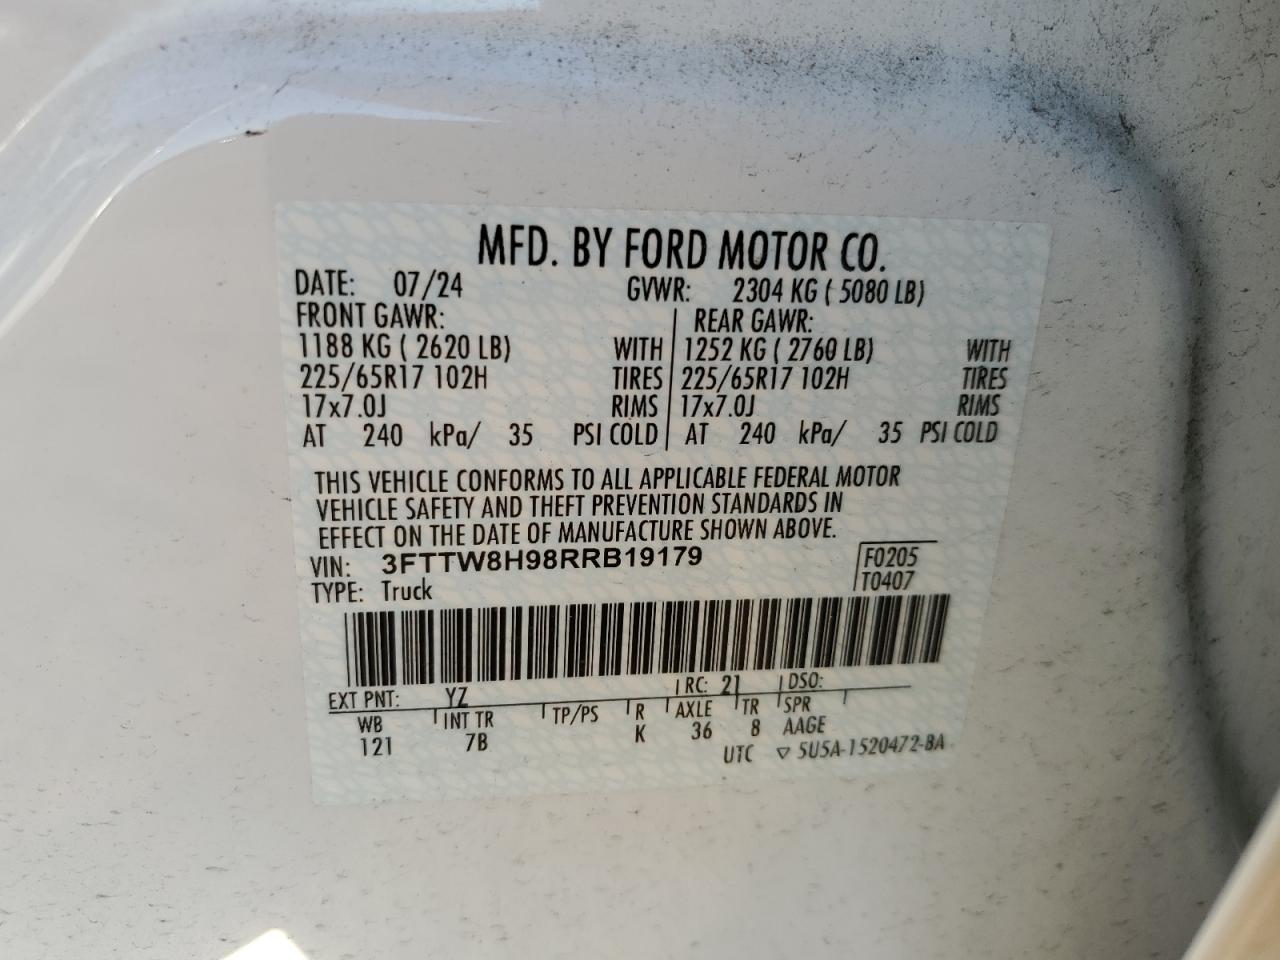 MFD. BY FORD MOTOR CO.
DATE: 07/24 GVWR: 2304 KG ( 5080 LB)
FRONT GAWR: REAR GAWR:
1188 KG ( 2620 LB) WITH 1252 KG ( 2760 LB) WITH
225/65R17 102H TIRES 225/65R17 102H TIRES
17x7.0J RIMS 17x7.0J RIMS
AT 240 kPa/ 35 PSI COLD AT 240 kPa/ 35 PSI COLD
THIS VEHICLE CONFORMS TO ALL APPLICABLE FEDERAL MOTOR
VEHICLE SAFETY AND THEFT PREVENTION STANDARDS IN
EFFECT ON THE DATE OF MANUFACTURE SHOWN ABOVE.
VIN: 3FTTW8H98RRB19179 F0205
TYPE: Truck T0407
EXT PNT: YZ RC: 21 DSO:
WB INT TR TP/PS R AXLE TR SPR
121 7B K 36 8 AAGE
UTC ▽ 5U5A-1520472-BA